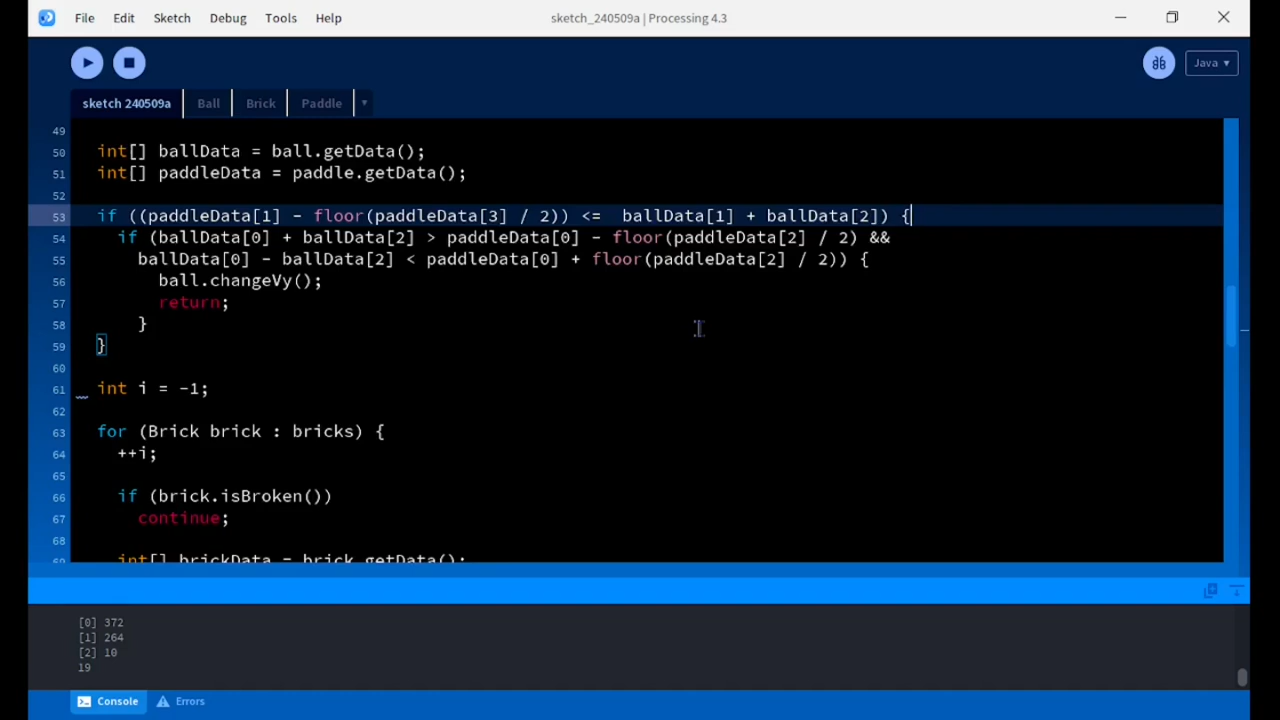 File Edit Sketch Debug Tools Help sketch_240509a | Processing 4.3
Java ▾
sketch 240509a Ball Brick Paddle ▾
49
50 int[] ballData = ball.getData();
51 int[] paddleData = paddle.getData();
52
53 if ((paddleData[1] - floor(paddleData[3] / 2)) <=  ballData[1] + ballData[2]) {
54 if (ballData[0] + ballData[2] > paddleData[0] - floor(paddleData[2] / 2) &&
55 ballData[0] - ballData[2] < paddleData[0] + floor(paddleData[2] / 2)) {
56 ball.changeVy();
57 return;
58 }
59 }
60
61 int i = -1;
62
63 for (Brick brick : bricks) {
64 ++i;
65
66 if (brick.isBroken())
67 continue;
68
69 int[] brickData = brick.getData();
[0] 372
[1] 264
[2] 10
19
Console Errors